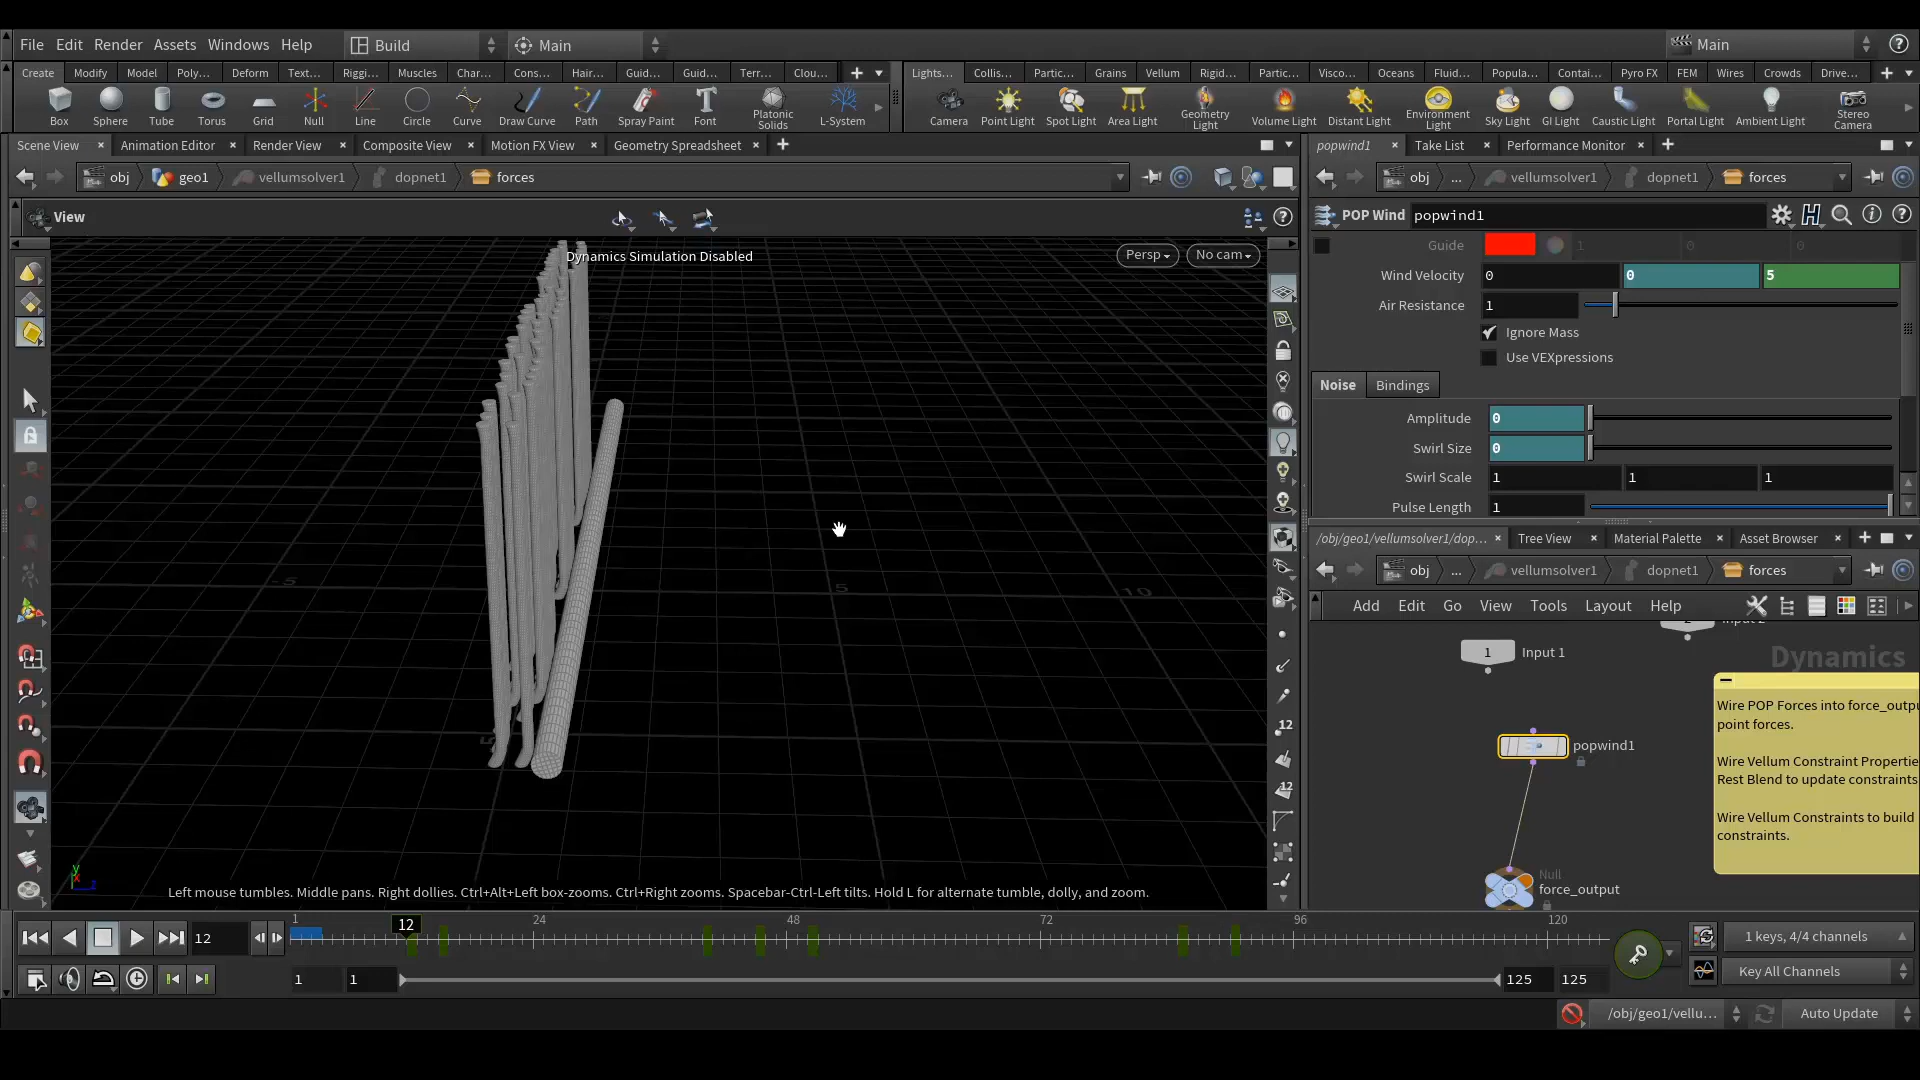 File Edit Render Assets Windows Help Build Main Main
Create Modify Model Poly... Deform Text... Riggi... Muscles Char... Cons... Hair... Guid... Guid... Terr... Clou... Lights... Collis... Partic... Grains Vellum Rigid... Partic... Visco... Oceans Fluid... Popula... Contai... Pyro FX FEM Wires Crowds Drive...
Box Sphere Tube Torus Grid Null Line Circle Curve Draw Curve Path Spray Paint Font Platonic Solids L-System Camera Point Light Spot Light Area Light Geometry Light Volume Light Distant Light Environment Light Sky Light GI Light Caustic Light Portal Light Ambient Light Stereo Camera
Scene View Animation Editor Render View Composite View Motion FX View Geometry Spreadsheet popwind1 Take List Performance Monitor
obj geo1 vellumsolver1 dopnet1 forces obj ... vellumsolver1 dopnet1 forces
View POP Wind popwind1
Dynamics Simulation Disabled Persp No cam
Guide 1 0 0
Wind Velocity 0 0 5
Air Resistance 1
Ignore Mass
Use VEXpressions
Noise Bindings
Amplitude 0
Swirl Size 0
Swirl Scale 1 1 1
Pulse Length 1
/obj/geo1/vellumsolver1/dop... Tree View Material Palette Asset Browser
obj ... vellumsolver1 dopnet1 forces
Add Edit Go View Tools Layout Help
1 Input 1
Dynamics
Wire POP Forces into force_outpu
point forces.
popwind1
Wire Vellum Constraint Propertie
Rest Blend to update constraints
Wire Vellum Constraints to build
constraints.
Null
force_output
-5 5 10
12
12
y
x
z
Left mouse tumbles. Middle pans. Right dollies. Ctrl+Alt+Left box-zooms. Ctrl+Right zooms. Spacebar-Ctrl-Left tilts. Hold L for alternate tumble, dolly, and zoom.
1 12 24 48 72 96 120
12
1 keys, 4/4 channels
1 1 125 125 Key All Channels
/obj/geo1/vellu... Auto Update